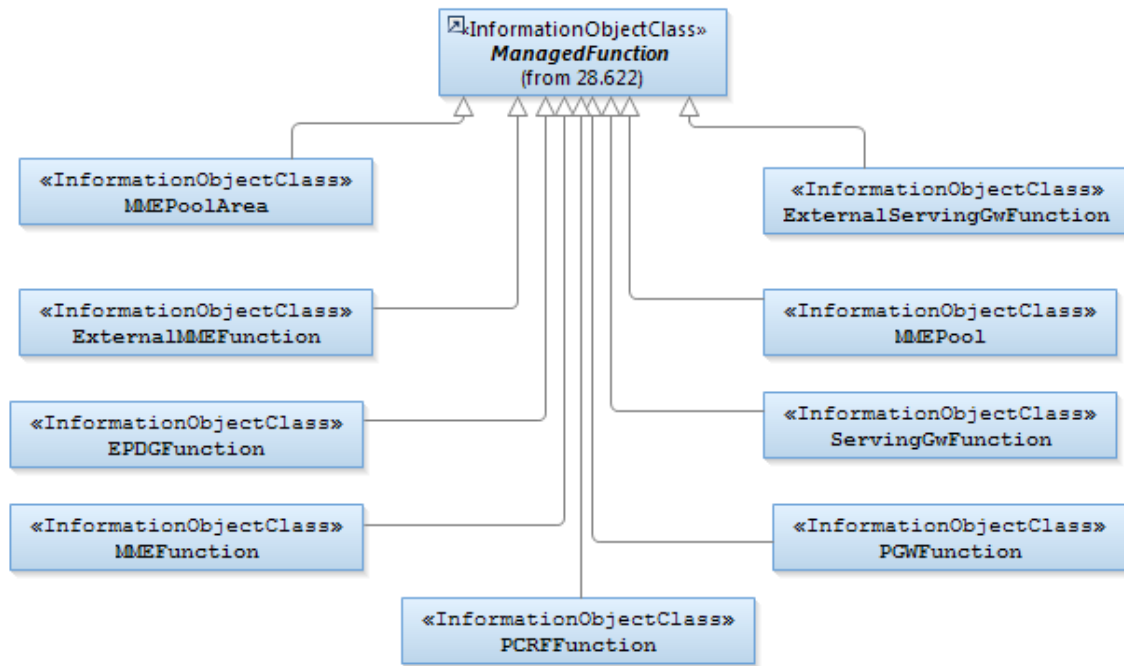 «InformationObjectClass»
ManagedFunction
(from 28.622)
«InformationObjectClass»
MMEPoolArea
«InformationObjectClass»
ExternalServingGwFunction
«InformationObjectClass»
ExternalMMEFunction
«InformationObjectClass»
MMEPool
«InformationObjectClass»
EPDGFunction
«InformationObjectClass»
ServingGwFunction
«InformationObjectClass»
MMEFunction
«InformationObjectClass»
PGWFunction
«InformationObjectClass»
PCRFFunction